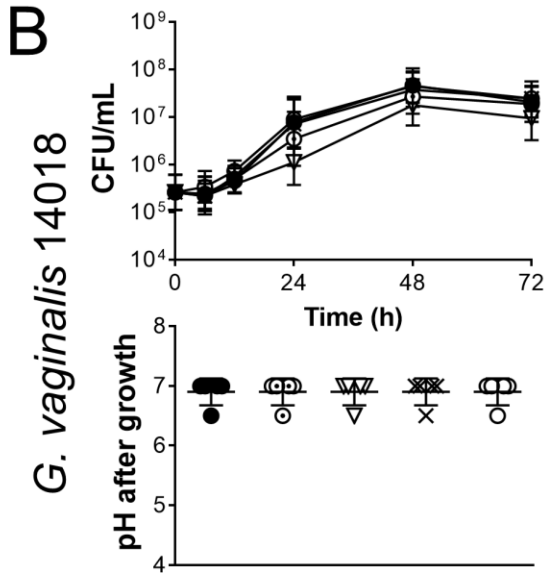 B
G. vaginalis 14018
CFU/mL
10⁹
10⁸
10⁷
10⁶
10⁵
10⁴
0 24 48 72
Time (h)
pH after growth
8
7
6
5
4